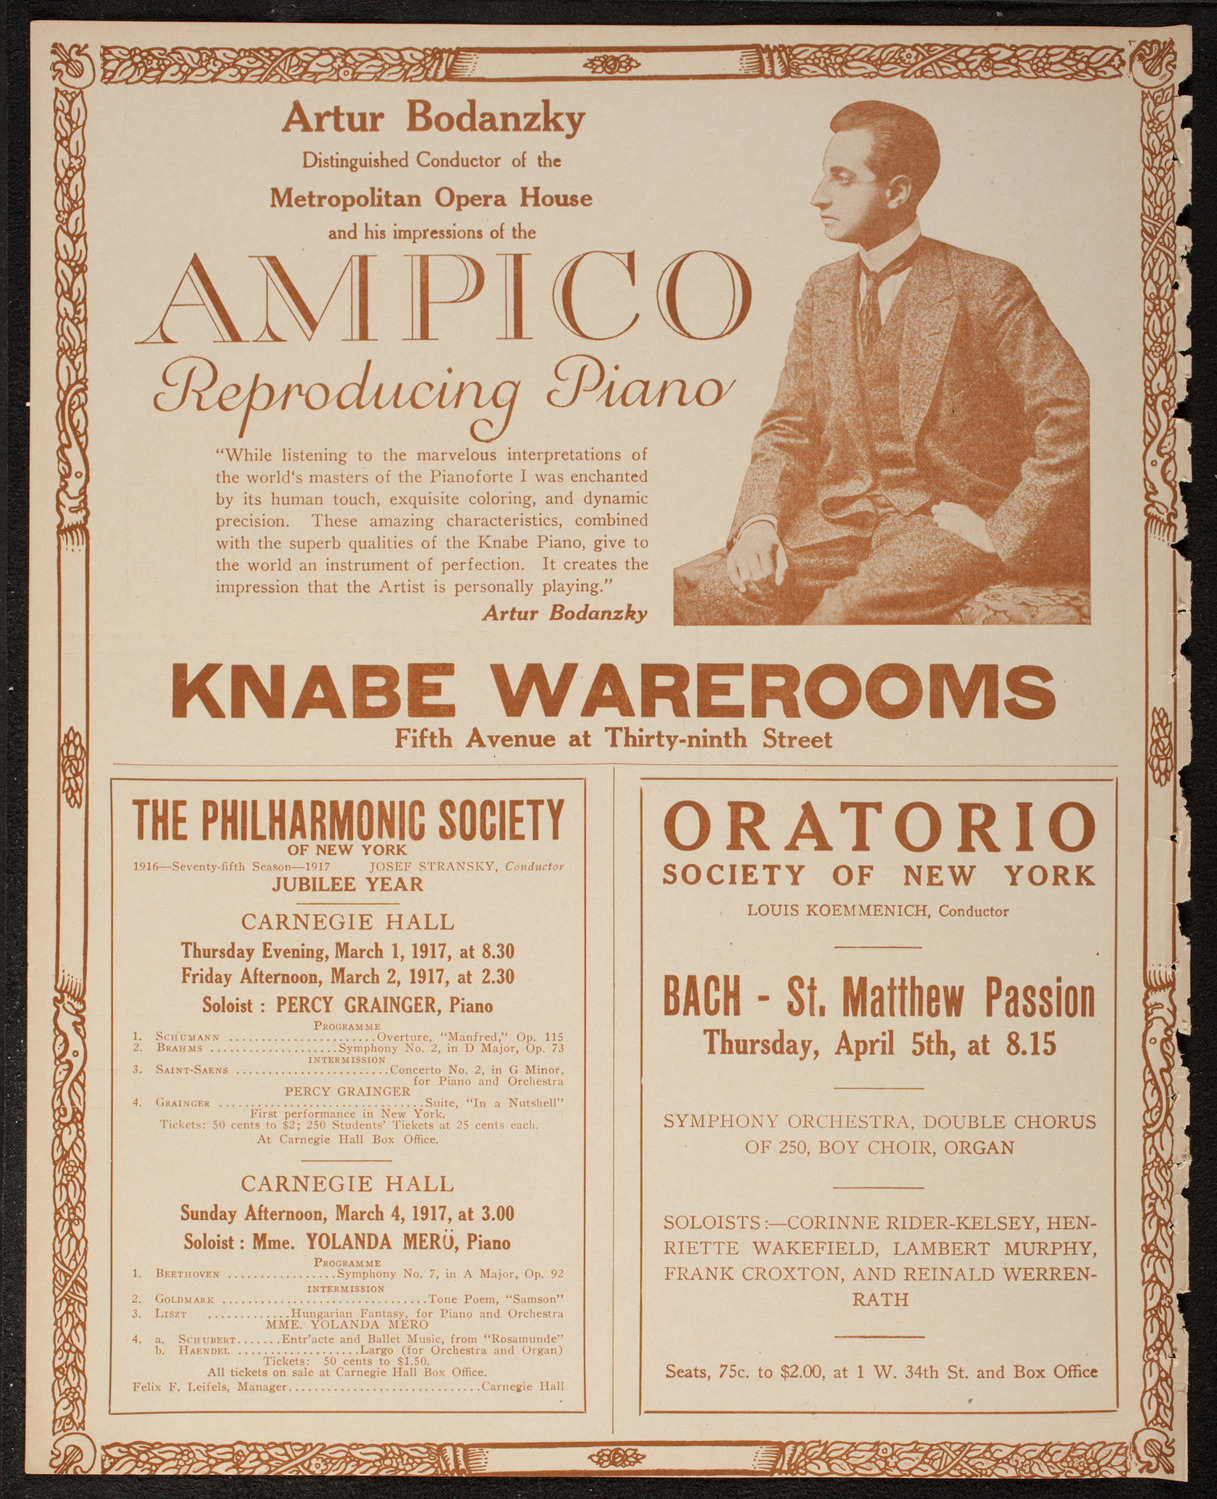 Artur Bodanzky
Distinguished Conductor of the
Metropolitan Opera House
and his impressions of the
AMPICO
Reproducing Piano
“While listening to the marvelous interpretations of
the world‘s masters of the Pianoforte I was enchanted
by its human touch, exquisite coloring, and dynamic
precision. These amazing characteristics, combined
with the superb qualities of the Knabe Piano, give to
the world an instrument of perfection. It creates the
impression that the Artist is personally playing.”
Artur Bodanzky
KNABE WAREROOMS
Fifth Avenue at Thirty-ninth Street
THE PHILHARMONIC SOCIETY
OF NEW YORK
1916—Seventy-fifth Season—1917 JOSEF STRANSKY, Conductor
JUBILEE YEAR
CARNEGIE HALL
Thursday Evening, March 1, 1917, at 8.30
Friday Afternoon, March 2, 1917, at 2.30
Soloist : PERCY GRAINGER, Piano
PROGRAMME
1. SCHUMANN ......................Overture, “Manfred,” Op. 115
2. BRAHMS ....................Symphony No. 2, in D Major, Op. 73
INTERMISSION
3. SAINT-SAENS ........................Concerto No. 2, in G Minor,
for Piano and Orchestra
PERCY GRAINGER
4. GRAINGER ................................Suite, “In a Nutshell”
First performance in New York.
Tickets: 50 cents to $2; 250 Students’ Tickets at 25 cents each.
At Carnegie Hall Box Office.
CARNEGIE HALL
Sunday Afternoon, March 4, 1917, at 3.00
Soloist : Mme. YOLANDA MERÜ, Piano
PROGRAMME
1. BEETHOVEN .................Symphony No. 7, in A Major, Op. 92
INTERMISSION
2. GOLDMARK ................................Tone Poem, “Samson”
3. LISZT .............Hungarian Fantasy, for Piano and Orchestra
MME. YOLANDA MERO
4. a. SCHUBERT.......Entr’acte and Ballet Music, from “Rosamunde”
b. HAENDEL ...................Largo (for Orchestra and Organ)
Tickets: 50 cents to $1.50.
All tickets on sale at Carnegie Hall Box Office.
Felix F. Leifels, Manager..............................Carnegie Hall
ORATORIO
SOCIETY OF NEW YORK
LOUIS KOEMMENICH, Conductor
BACH - St. Matthew Passion
Thursday, April 5th, at 8.15
SYMPHONY ORCHESTRA, DOUBLE CHORUS
OF 250, BOY CHOIR, ORGAN
SOLOISTS :—CORINNE RIDER-KELSEY, HEN-
RIETTE WAKEFIELD, LAMBERT MURPHY,
FRANK CROXTON, AND REINALD WERREN-
RATH
Seats, 75c. to $2.00, at 1 W. 34th St. and Box Office